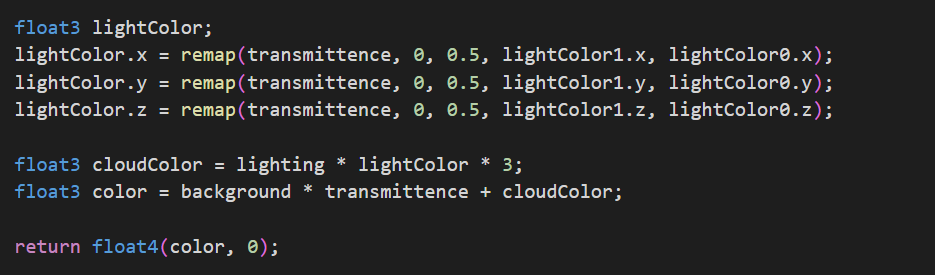 float3 lightColor;
lightColor.x = remap(transmittence, 0, 0.5, lightColor1.x, lightColor0.x);
lightColor.y = remap(transmittence, 0, 0.5, lightColor1.y, lightColor0.y);
lightColor.z = remap(transmittence, 0, 0.5, lightColor1.z, lightColor0.z);
float3 cloudColor = lighting * lightColor * 3;
float3 color = background * transmittence + cloudColor;
return float4(color, 0);